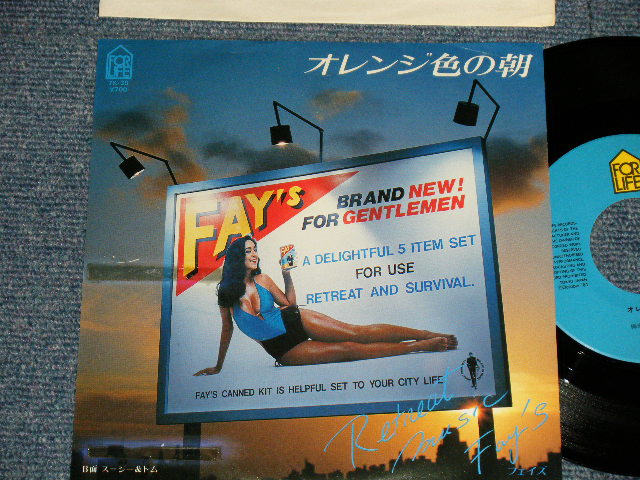 FOR
LIFE
7K-38
¥700
オレンジ色の朝
FAY's
BRAND NEW!
FOR GENTLEMEN
A DELIGHTFUL 5 ITEM SET
FOR USE
RETREAT AND SURVIVAL.
FAY'S CANNED KIT IS HELPFUL SET TO YOUR CITY LIFE
Retreat
music
Fay's
フェイズ
B面 スージー&トム
FOR
LIFE